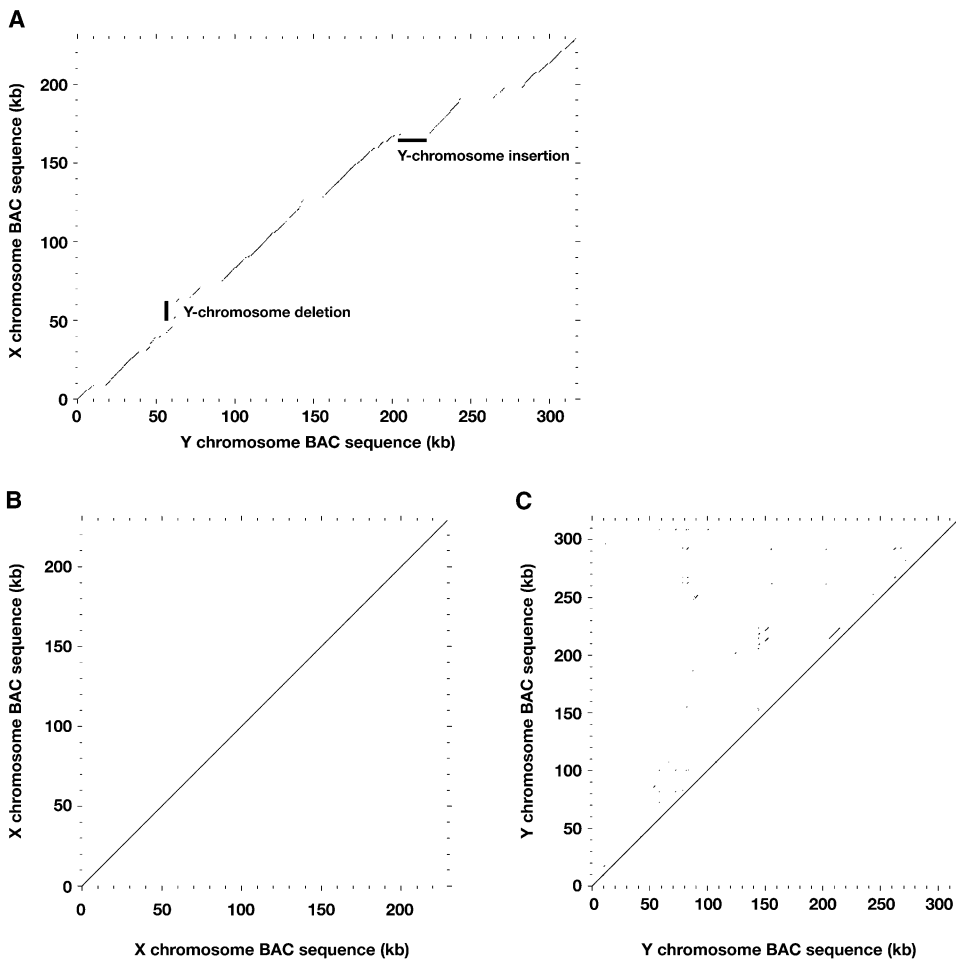 A
X chromosome BAC sequence (kb)
200
150
100
50
0
Y-chromosome insertion
Y-chromosome deletion
0 50 100 150 200 250 300
Y chromosome BAC sequence (kb)
B
X chromosome BAC sequence (kb)
200
150
100
50
0
0 50 100 150 200
X chromosome BAC sequence (kb)
C
Y chromosome BAC sequence (kb)
300
250
200
150
100
50
0
0 50 100 150 200 250 300
Y chromosome BAC sequence (kb)